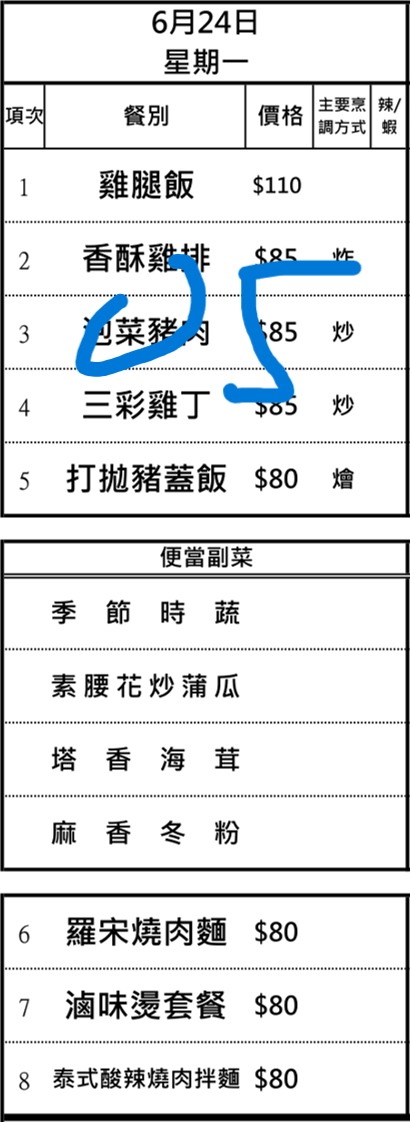 6月24日
星期一
項次 餐別 價格 主要烹調方式 辣/蝦
1 雞腿飯 $110
2 香酥雞排 $85 炸
3 泡菜豬肉 $85 炒
4 三彩雞丁 $85 炒
5 打拋豬蓋飯 $80 燴
便當副菜
季節時蔬
素腰花炒蒲瓜
塔香海茸
麻香冬粉
6 羅宋燒肉麵 $80
7 滷味燙套餐 $80
8 泰式酸辣燒肉拌麵 $80